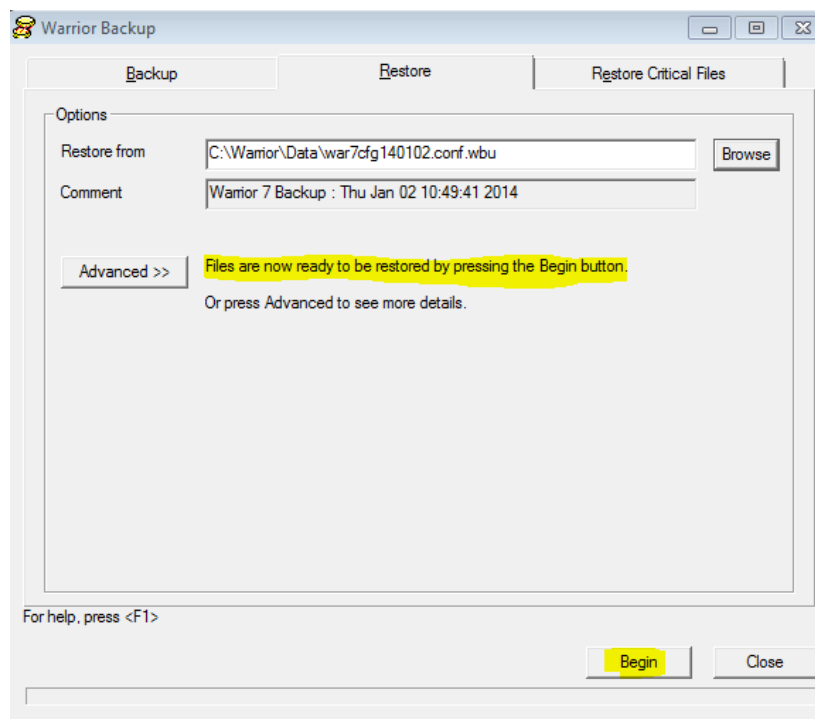 Warrior Backup
Backup
Restore
Restore Critical Files
Options
Restore from
C:\Warrior\Data\war7cfg140102.conf.wbu
Browse
Comment
Warrior 7 Backup : Thu Jan 02 10:49:41 2014
Advanced >>
Files are now ready to be restored by pressing the Begin button.
Or press Advanced to see more details.
For help, press <F1>
Begin
Close